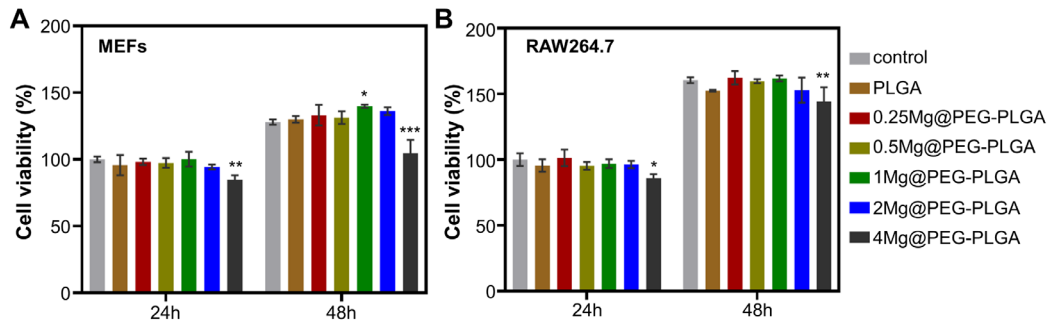 A
MEFs
Cell viability (%)
200
150
100
50
0
*
**
***
24h
48h
B
RAW264.7
Cell viability (%)
200
150
100
50
0
*
**
24h
48h
control
PLGA
0.25Mg@PEG-PLGA
0.5Mg@PEG-PLGA
1Mg@PEG-PLGA
2Mg@PEG-PLGA
4Mg@PEG-PLGA